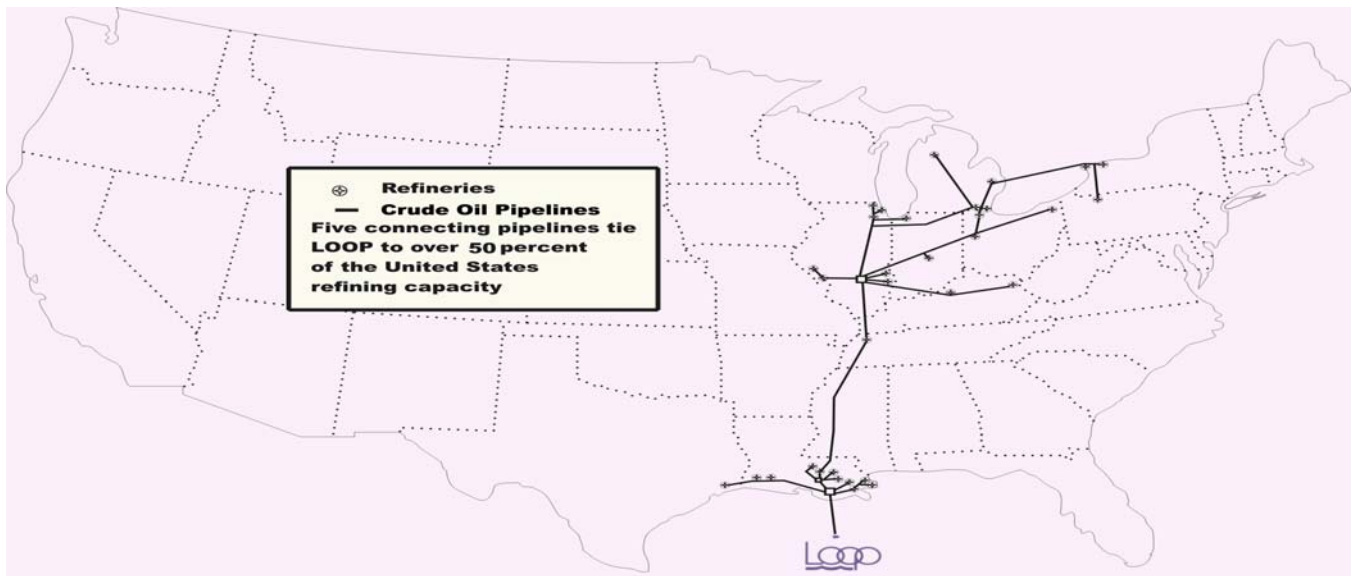 Refineries
Crude Oil Pipelines
Five connecting pipelines tie
LOOP to over 50 percent
of the United States
refining capacity
LOOP